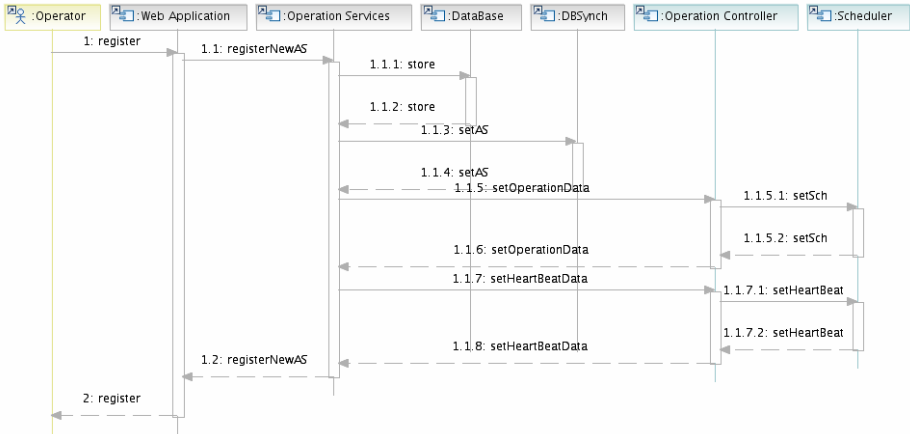 :Operator
:Web Application
:Operation Services
:DataBase
:DBSynch
:Operation Controller
:Scheduler
1: register
1.1: registerNewAS
1.1.1: store
1.1.2: store
1.1.3: setAS
1.1.4: setAS
1.1.5: setOperationData
1.1.5.1: setSch
1.1.5.2: setSch
1.1.6: setOperationData
1.1.7: setHeartBeatData
1.1.7.1: setHeartBeat
1.1.7.2: setHeartBeat
1.1.8: setHeartBeatData
1.2: registerNewAS
2: register